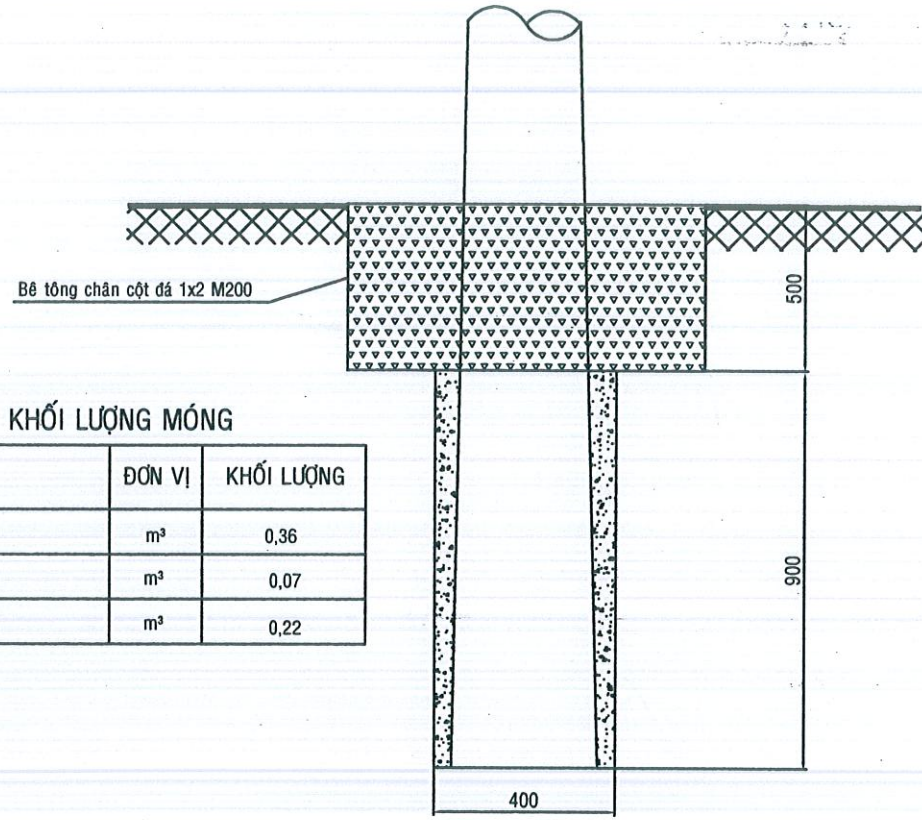 Bê tông chân cột đá 1x2 M200
500
KHỐI LƯỢNG MÓNG
ĐƠN VỊ KHỐI LƯỢNG
m³ 0,36
m³ 0,07
m³ 0,22
900
400